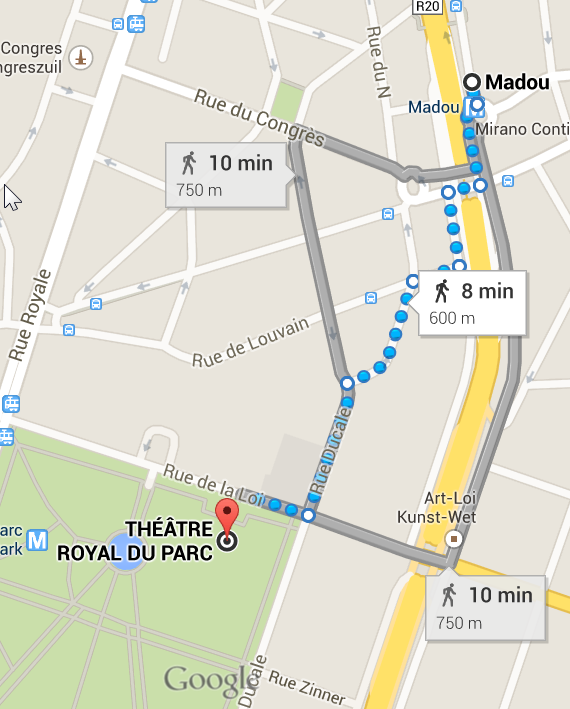 R20
Congres
ngreszuil
Rue du N
Madou
Madou
Mirano Conti
Rue du Congrès
10 min
750 m
8 min
600 m
Rue Royale
Rue de Louvain
Rue Ducale
Rue de la Loi
Art-Loi
Kunst-Wet
THÉÂTRE
ROYAL DU PARC
arc
ark
M
10 min
750 m
Google
Ducale
Rue Zinner